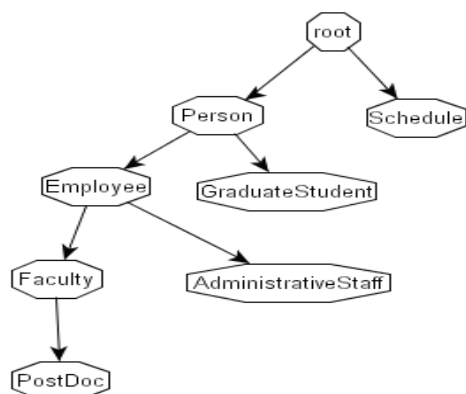 root
Person
Schedule
Employee
GraduateStudent
Faculty
AdministrativeStaff
PostDoc